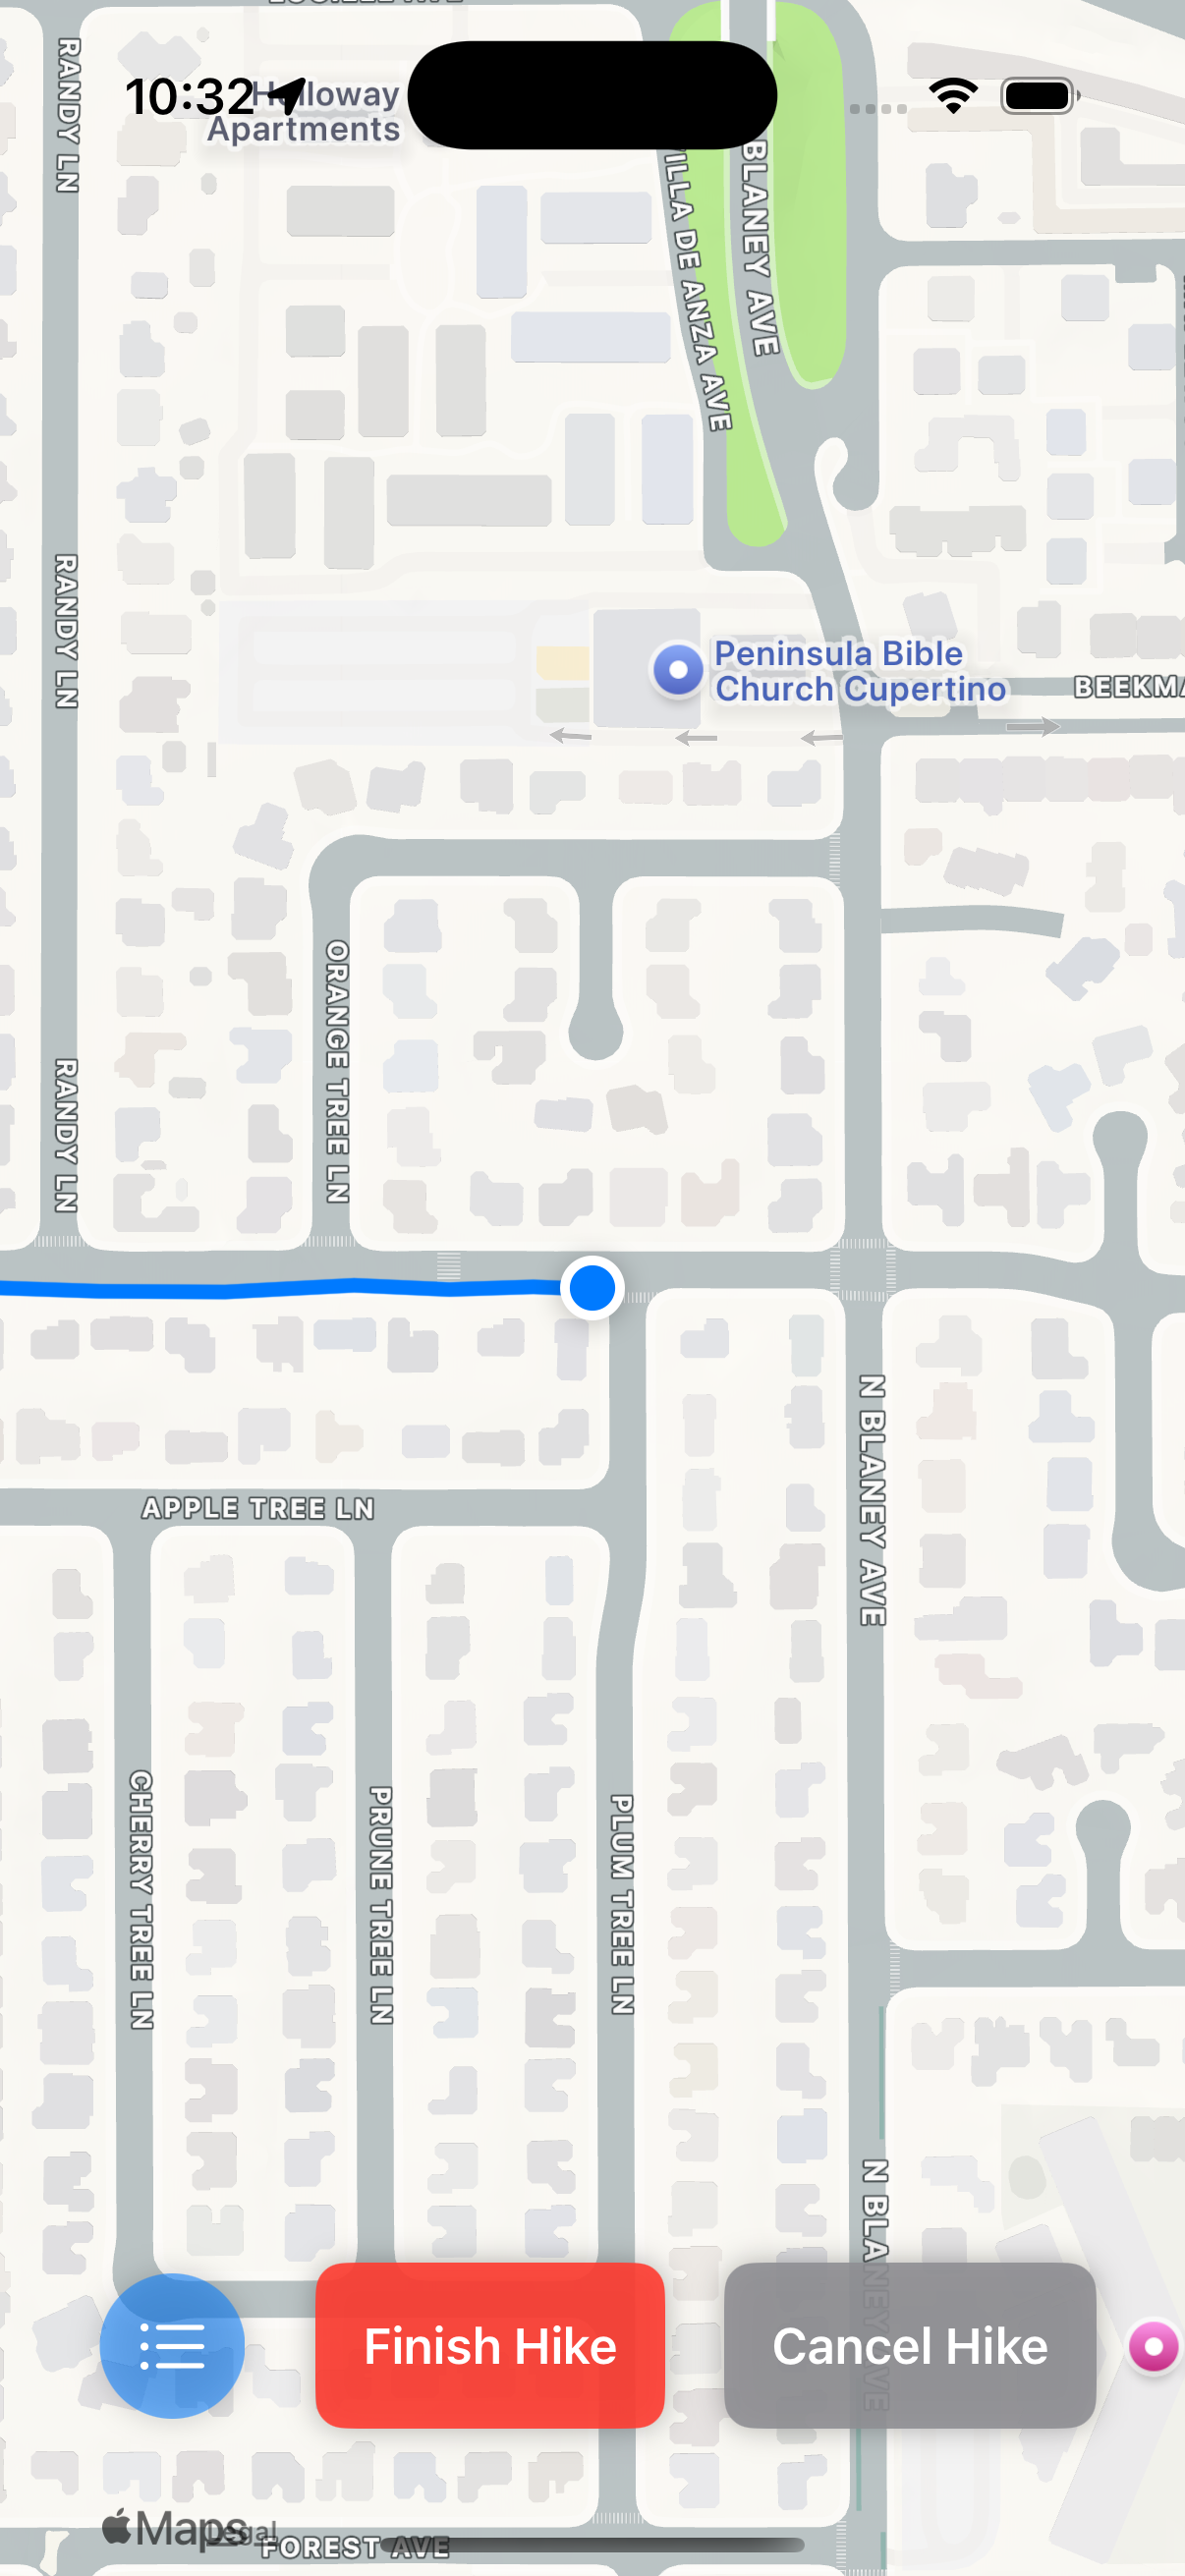 10:32
Holloway
Apartments
RANDY LN
VILLA DE ANZA AVE
BLANEY AVE
Peninsula Bible
Church Cupertino
RANDY LN
ORANGE TREE LN
RANDY LN
N BLANEY AVE
APPLE TREE LN
CHERRY TREE LN
PRUNE TREE LN
PLUM TREE LN
N BLANEY AVE
Finish Hike
Cancel Hike
Maps
Legal
FOREST AVE